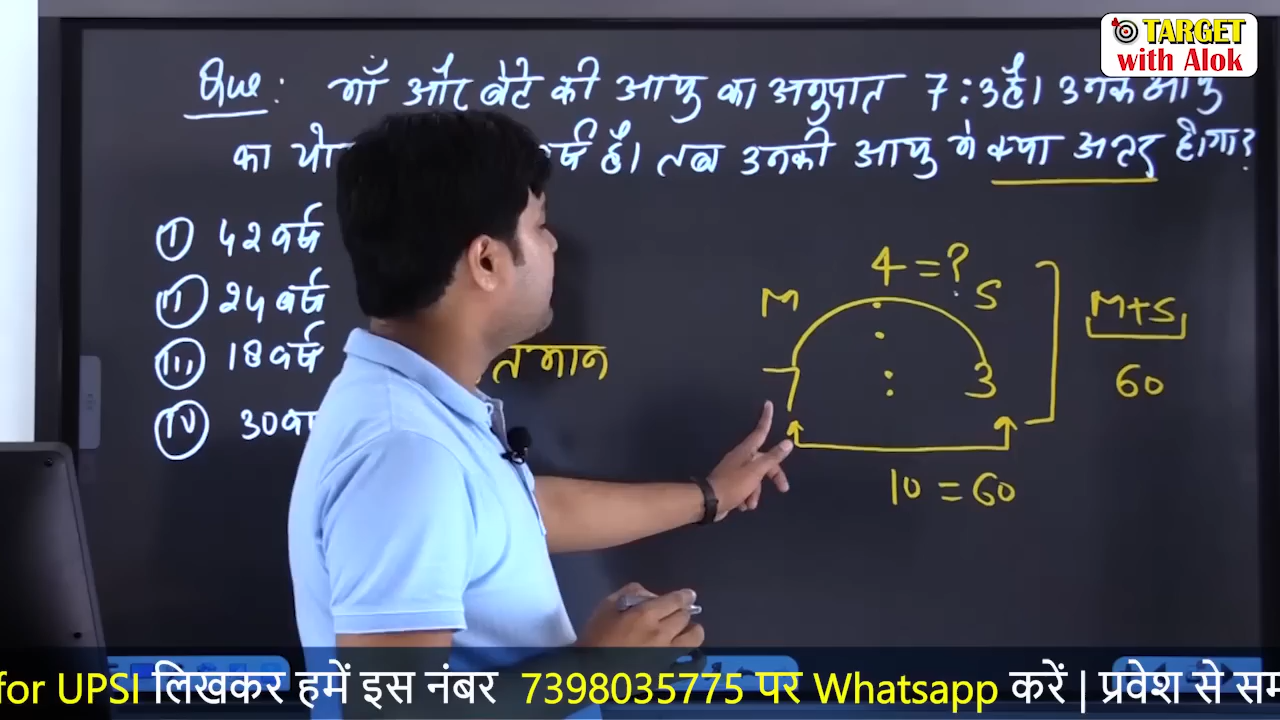 TARGET
with Alok
Que: माँ और बेटे की आयु का अनुपात 7:3 है। उनके आयु
का वर्ष है। तब उनकी आयु मे क्या अन्तर होगा?
(i) 42 वर्ष
(ii) 24 वर्ष
(iii) 18 वर्ष
(iv) 30
4 = ?
M S
M+S
7 : 3
60
10 = 60
for UPSI लिखकर हमें इस नंबर 7398035775 पर Whatsapp करें | प्रवेश से